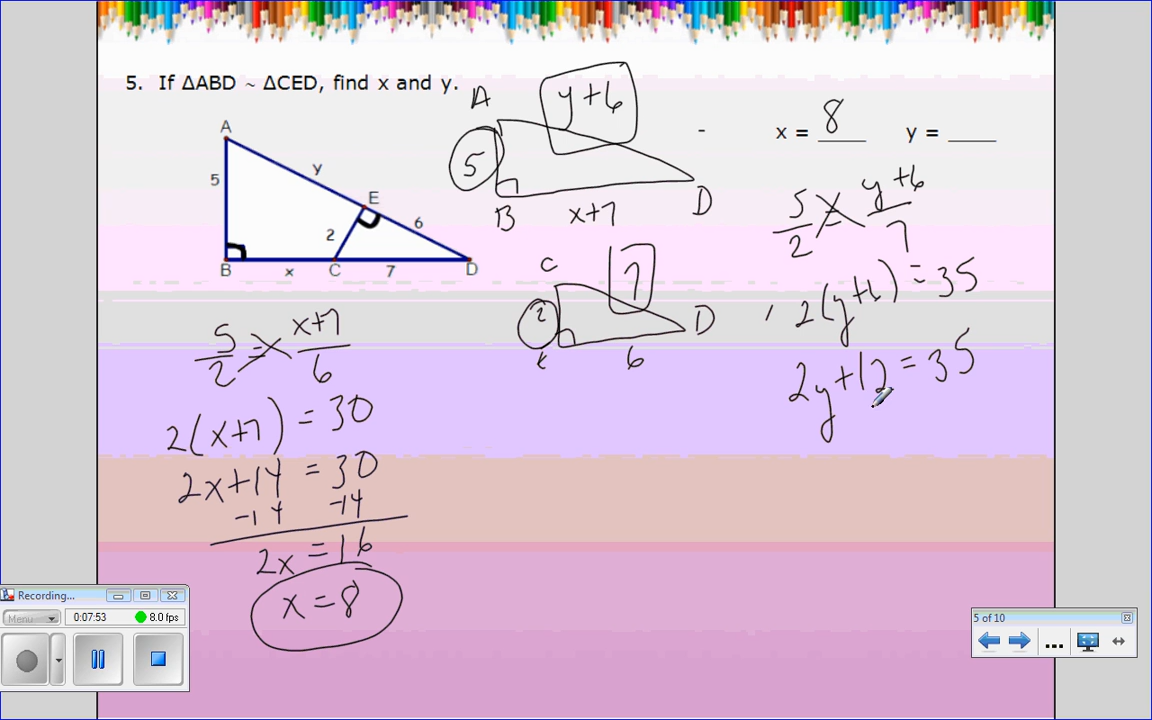 5. If ΔABD ~ ΔCED, find x and y.
x = 8 y = ___
A
5
y
E
2
6
B
x
C
7
D
A
y+6
5
B
x+7
D
C
7
2
D
6
5/2 = x+7/6
2(x+7) = 30
2x+14 = 30
-14 -14
2x = 16
x = 8
5/2 = y+6/7
2(y+6) = 35
2y+12 = 35
Recording...
Menu
0:07:53
8.0 fps
5 of 10
...